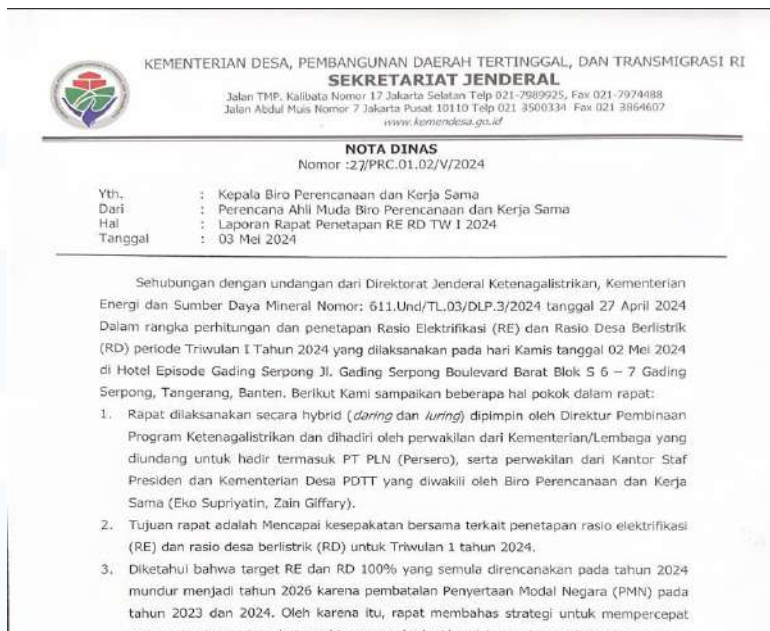 KEMENTERIAN DESA, PEMBANGUNAN DAERAH TERTINGGAL, DAN TRANSMIGRASI RI
SEKRETARIAT JENDERAL
Jalan TMP. Kalibata Nomor 17 Jakarta Selatan Telp 021-7989925, Fax 021-7974488
Jalan Abdul Muis Nomor 7 Jakarta Pusat 10110 Telp 021 3500334 Fax 021 3864607
www.kemendesa.go.id
NOTA DINAS
Nomor :27/PRC.01.02/V/2024
Yth. : Kepala Biro Perencanaan dan Kerja Sama
Dari : Perencana Ahli Muda Biro Perencanaan dan Kerja Sama
Hal : Laporan Rapat Penetapan RE RD TW I 2024
Tanggal : 03 Mei 2024
Sehubungan dengan undangan dari Direktorat Jenderal Ketenagalistrikan, Kementerian
Energi dan Sumber Daya Mineral Nomor: 611.Und/TL.03/DLP.3/2024 tanggal 27 April 2024
Dalam rangka perhitungan dan penetapan Rasio Elektrifikasi (RE) dan Rasio Desa Berlistrik
(RD) periode Triwulan I Tahun 2024 yang dilaksanakan pada hari Kamis tanggal 02 Mei 2024
di Hotel Episode Gading Serpong Jl. Gading Serpong Boulevard Barat Blok S 6 – 7 Gading
Serpong, Tangerang, Banten. Berikut Kami sampaikan beberapa hal pokok dalam rapat:
1. Rapat dilaksanakan secara hybrid (daring dan luring) dipimpin oleh Direktur Pembinaan
Program Ketenagalistrikan dan dihadiri oleh perwakilan dari Kementerian/Lembaga yang
diundang untuk hadir termasuk PT PLN (Persero), serta perwakilan dari Kantor Staf
Presiden dan Kementerian Desa PDTT yang diwakili oleh Biro Perencanaan dan Kerja
Sama (Eko Supriyatin, Zain Giffary).
2. Tujuan rapat adalah Mencapai kesepakatan bersama terkait penetapan rasio elektrifikasi
(RE) dan rasio desa berlistrik (RD) untuk Triwulan 1 tahun 2024.
3. Diketahui bahwa target RE dan RD 100% yang semula direncanakan pada tahun 2024
mundur menjadi tahun 2026 karena pembatalan Penyertaan Modal Negara (PMN) pada
tahun 2023 dan 2024. Oleh karena itu, rapat membahas strategi untuk mempercepat